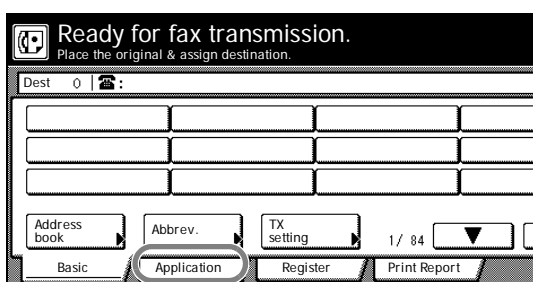 Ready for fax transmission.
Place the original & assign destination.
Dest 0 ☎:
Address
book
Abbrev.
TX
setting
1/ 84
Basic
Application
Register
Print Report